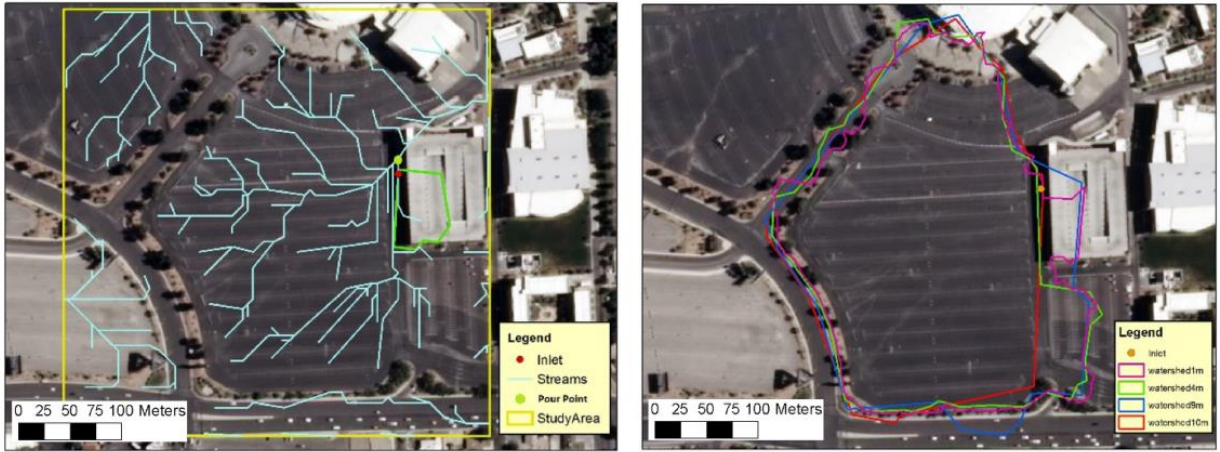 Legend
Inlet
Streams
Pour Point
StudyArea
0 25 50 75 100 Meters
Legend
Inlet
watershed1m
watershed4m
watershed9m
watershed10m
0 25 50 75 100 Meters